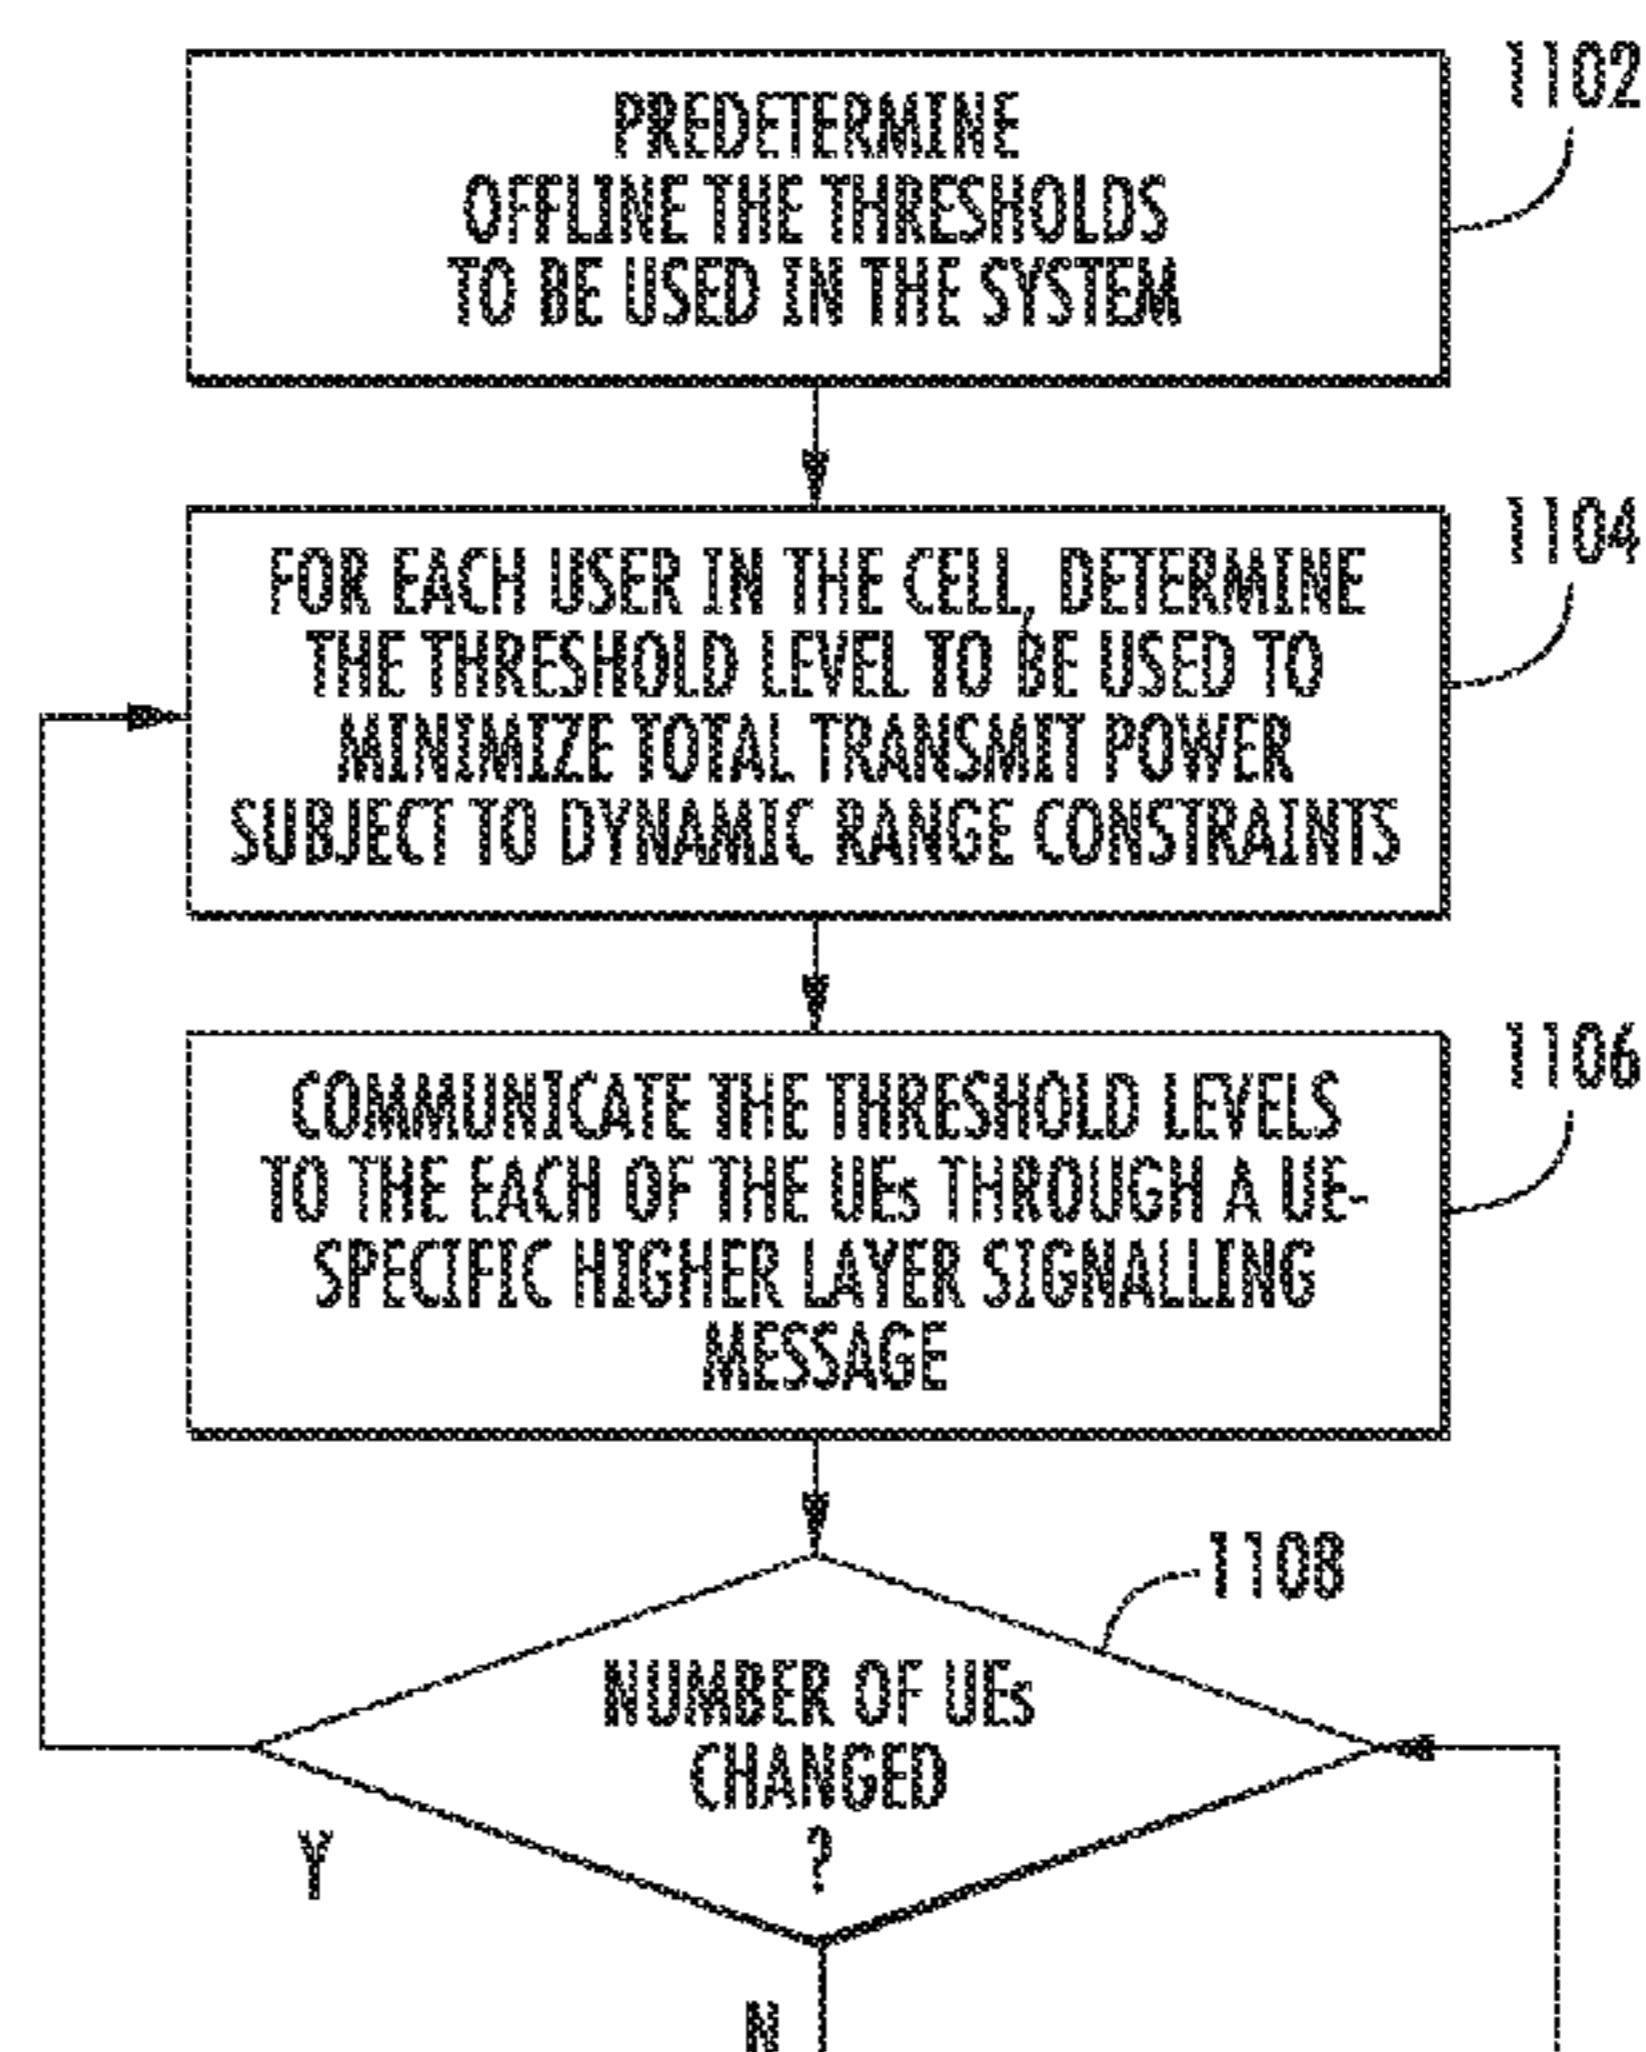 1102
PREDETERMINE
OFFLINE THE THRESHOLDS
TO BE USED IN THE SYSTEM
1104
FOR EACH USER IN THE CELL, DETERMINE
THE THRESHOLD LEVEL TO BE USED TO
MINIMIZE TOTAL TRANSMIT POWER
SUBJECT TO DYNAMIC RANGE CONSTRAINTS
1106
COMMUNICATE THE THRESHOLD LEVELS
TO THE EACH OF THE UEs THROUGH A UE-
SPECIFIC HIGHER LAYER SIGNALLING
MESSAGE
1108
NUMBER OF UEs
CHANGED
?
Y
N